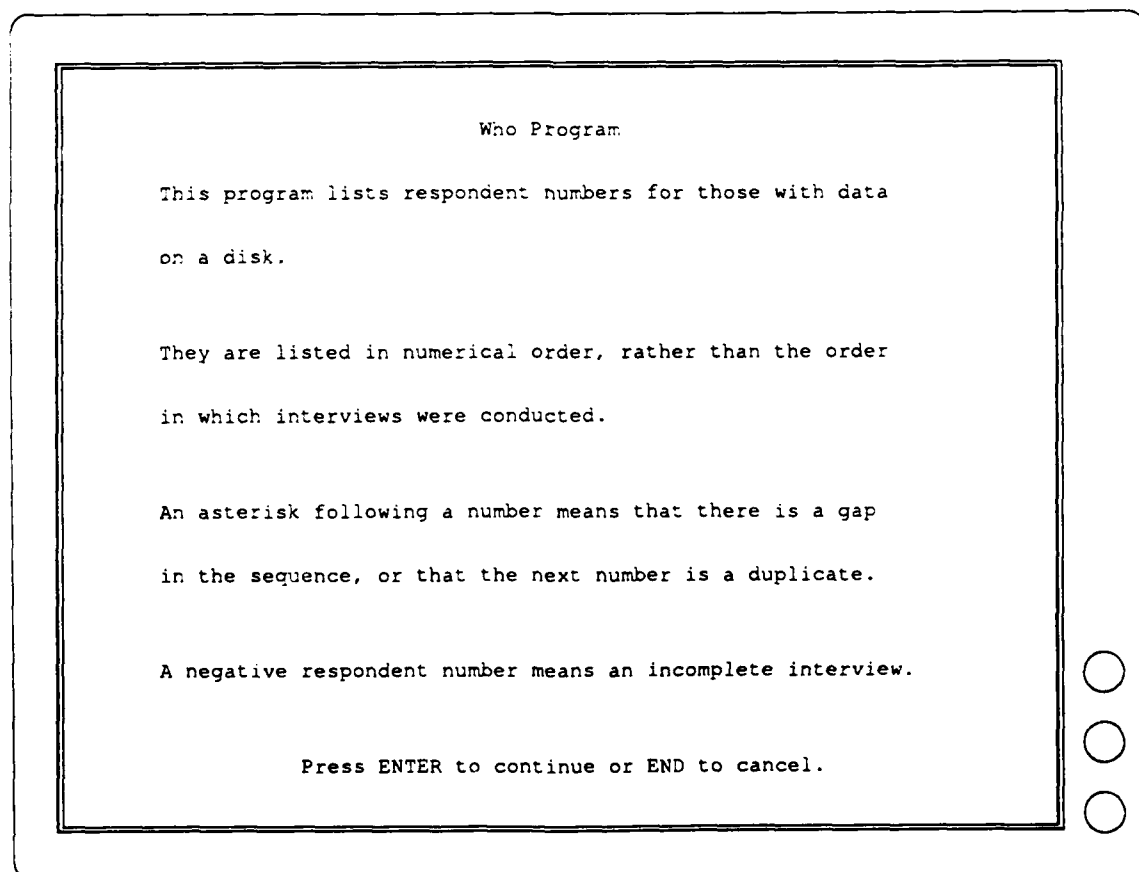 Who Program
This program lists respondent numbers for those with data
on a disk.
They are listed in numerical order, rather than the order
in which interviews were conducted.
An asterisk following a number means that there is a gap
in the sequence, or that the next number is a duplicate.
A negative respondent number means an incomplete interview.
Press ENTER to continue or END to cancel.